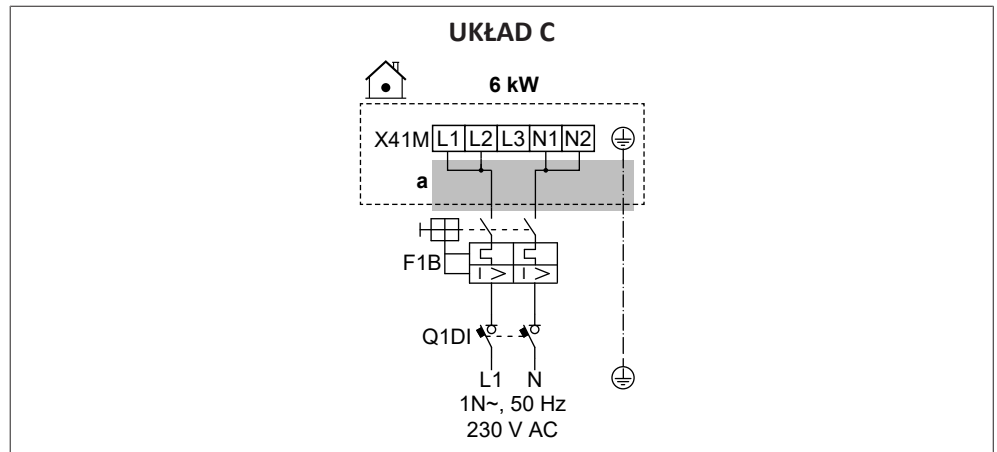 UKŁAD C
6 kW
X41M L1 L2 L3 N1 N2
a
F1B
I > I >
Q1DI
L1 N
1N~, 50 Hz
230 V AC